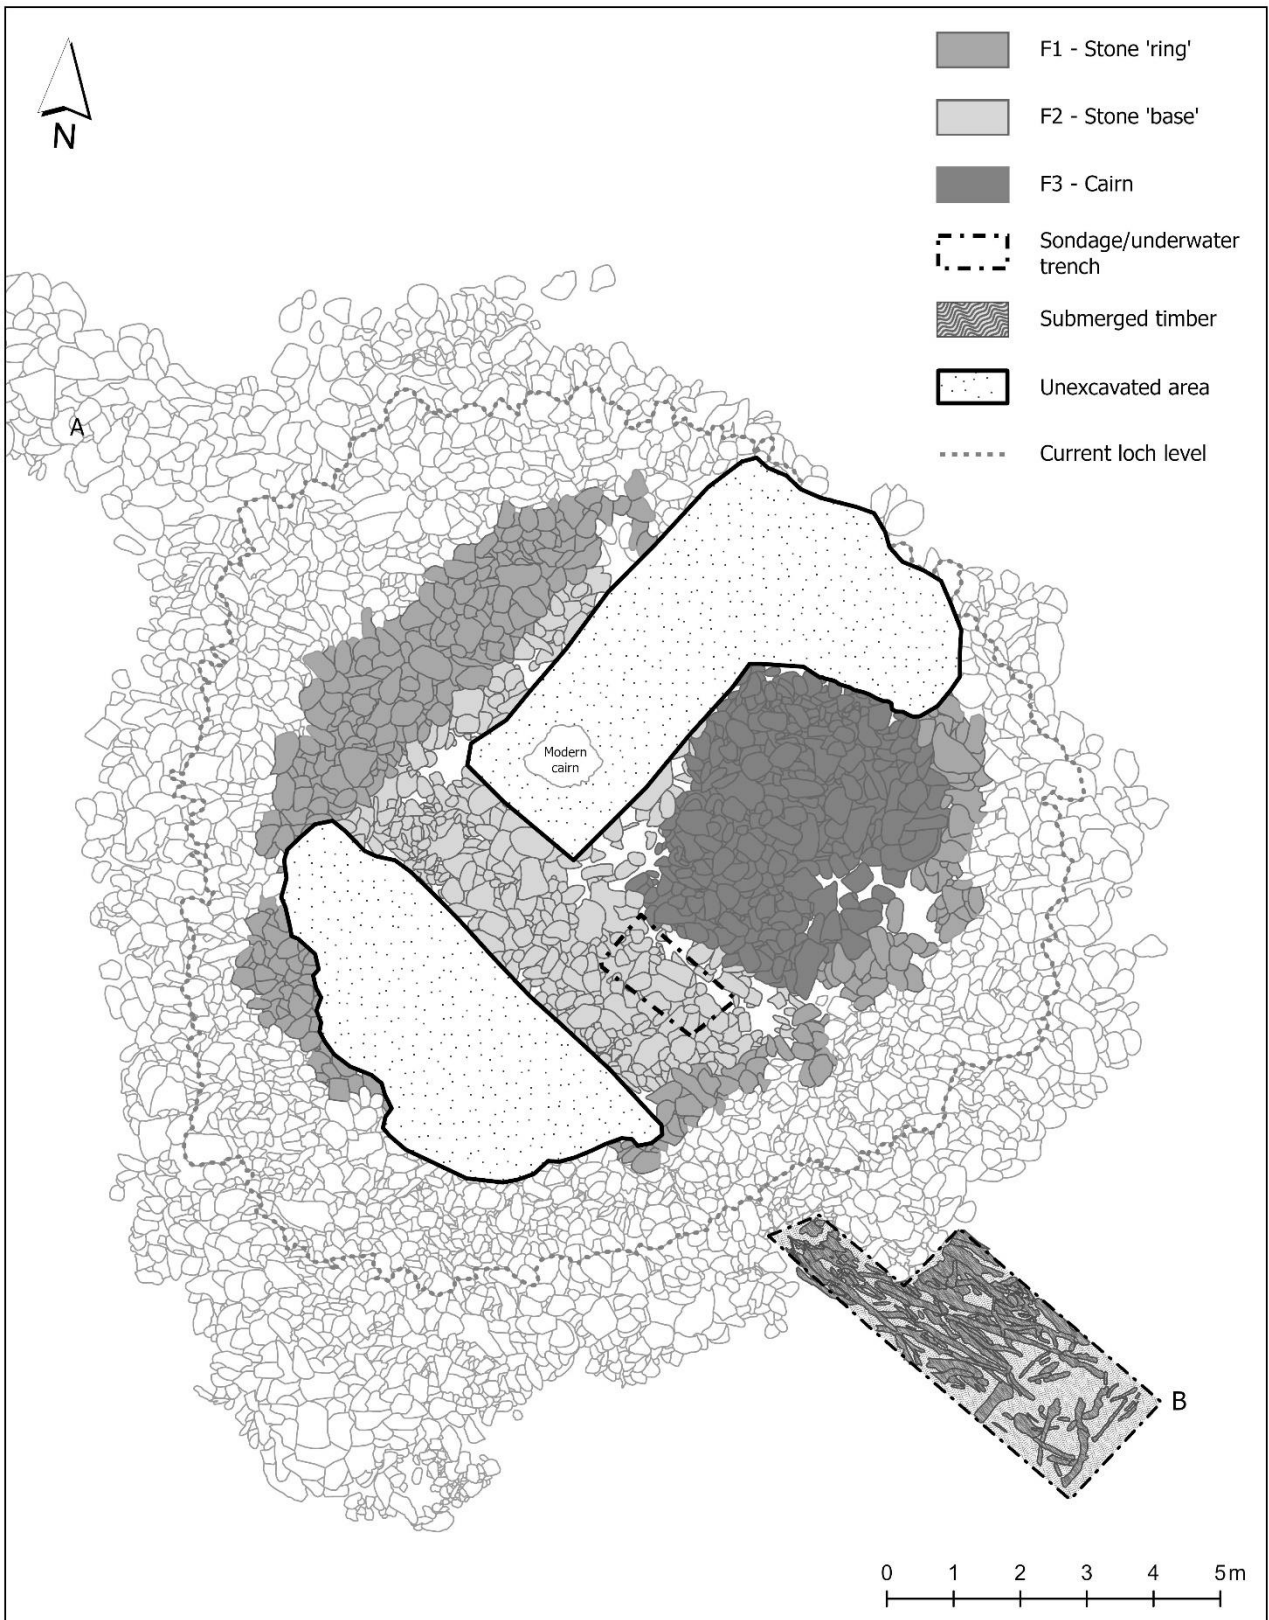 N
F1 - Stone 'ring'
F2 - Stone 'base'
F3 - Cairn
Sondage/underwater
trench
Submerged timber
Unexcavated area
Current loch level
A
Modern
cairn
B
0 1 2 3 4 5m